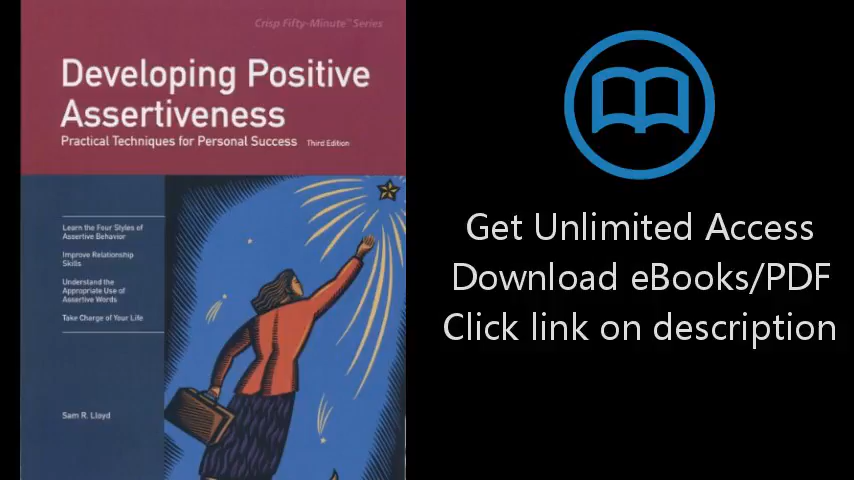 Crisp Fifty-Minute™ Series
Developing Positive
Assertiveness
Practical Techniques for Personal Success Third Edition
Learn the Four Styles of
Assertive Behavior
Improve Relationship
Skills
Understand the
Appropriate Use of
Assertive Words
Take Charge of Your Life
Sam R. Lloyd
Get Unlimited Access
Download eBooks/PDF
Click link on description